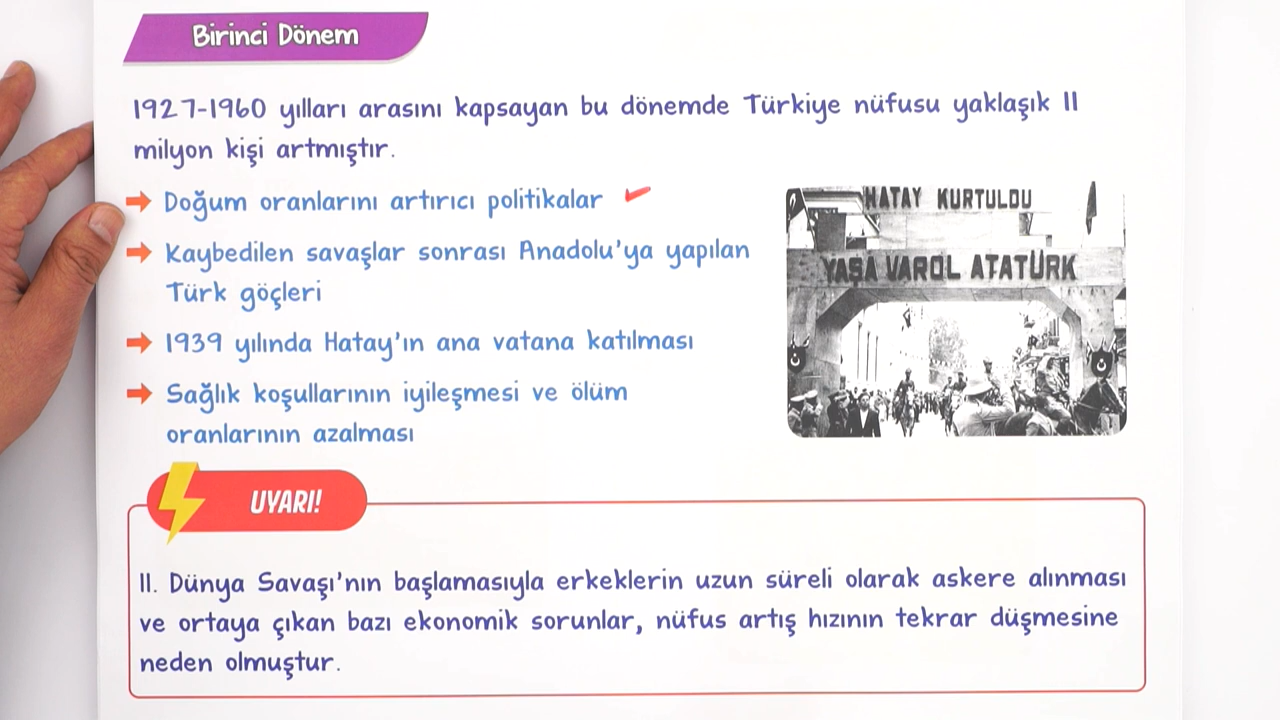 Birinci Dönem
1927-1960 yılları arasını kapsayan bu dönemde Türkiye nüfusu yaklaşık 11
milyon kişi artmıştır.
Doğum oranlarını artırıcı politikalar
Kaybedilen savaşlar sonrası Anadolu'ya yapılan
Türk göçleri
1939 yılında Hatay'ın ana vatana katılması
Sağlık koşullarının iyileşmesi ve ölüm
oranlarının azalması
HATAY KURTULDU
YAŞA VAROL ATATÜRK
UYARI!
II. Dünya Savaşı'nın başlamasıyla erkeklerin uzun süreli olarak askere alınması
ve ortaya çıkan bazı ekonomik sorunlar, nüfus artış hızının tekrar düşmesine
neden olmuştur.